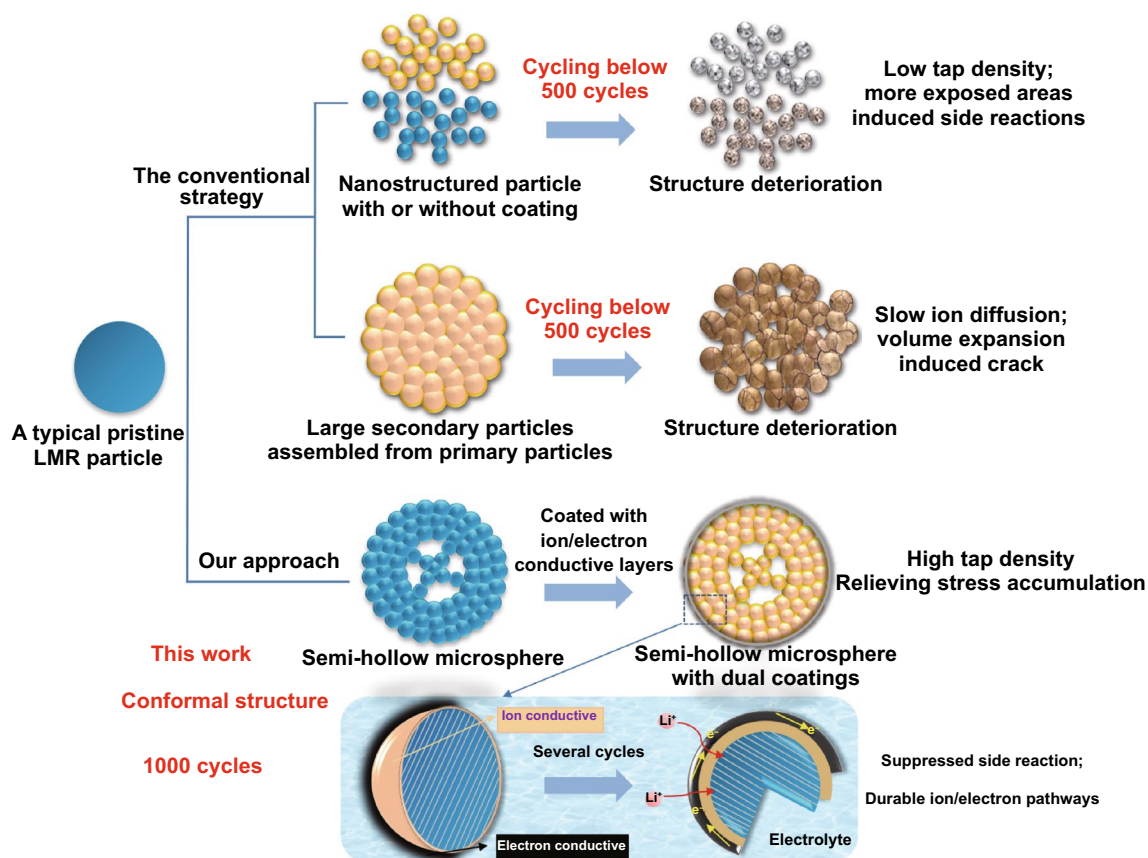 Cycling below
500 cycles
Low tap density;
more exposed areas
induced side reactions
The conventional
strategy
Nanostructured particle
with or without coating
Structure deterioration
Cycling below
500 cycles
Slow ion diffusion;
volume expansion
induced crack
A typical pristine
LMR particle
Large secondary particles
assembled from primary particles
Structure deterioration
Our approach
Coated with
ion/electron
conductive layers
High tap density
Relieving stress accumulation
This work
Semi-hollow microsphere
Semi-hollow microsphere
with dual coatings
Conformal structure
1000 cycles
Ion conductive
Several cycles
Electron conductive
Li⁺
Li⁺
e⁻
e⁻
e⁻
e⁻
Electrolyte
Suppressed side reaction;
Durable ion/electron pathways